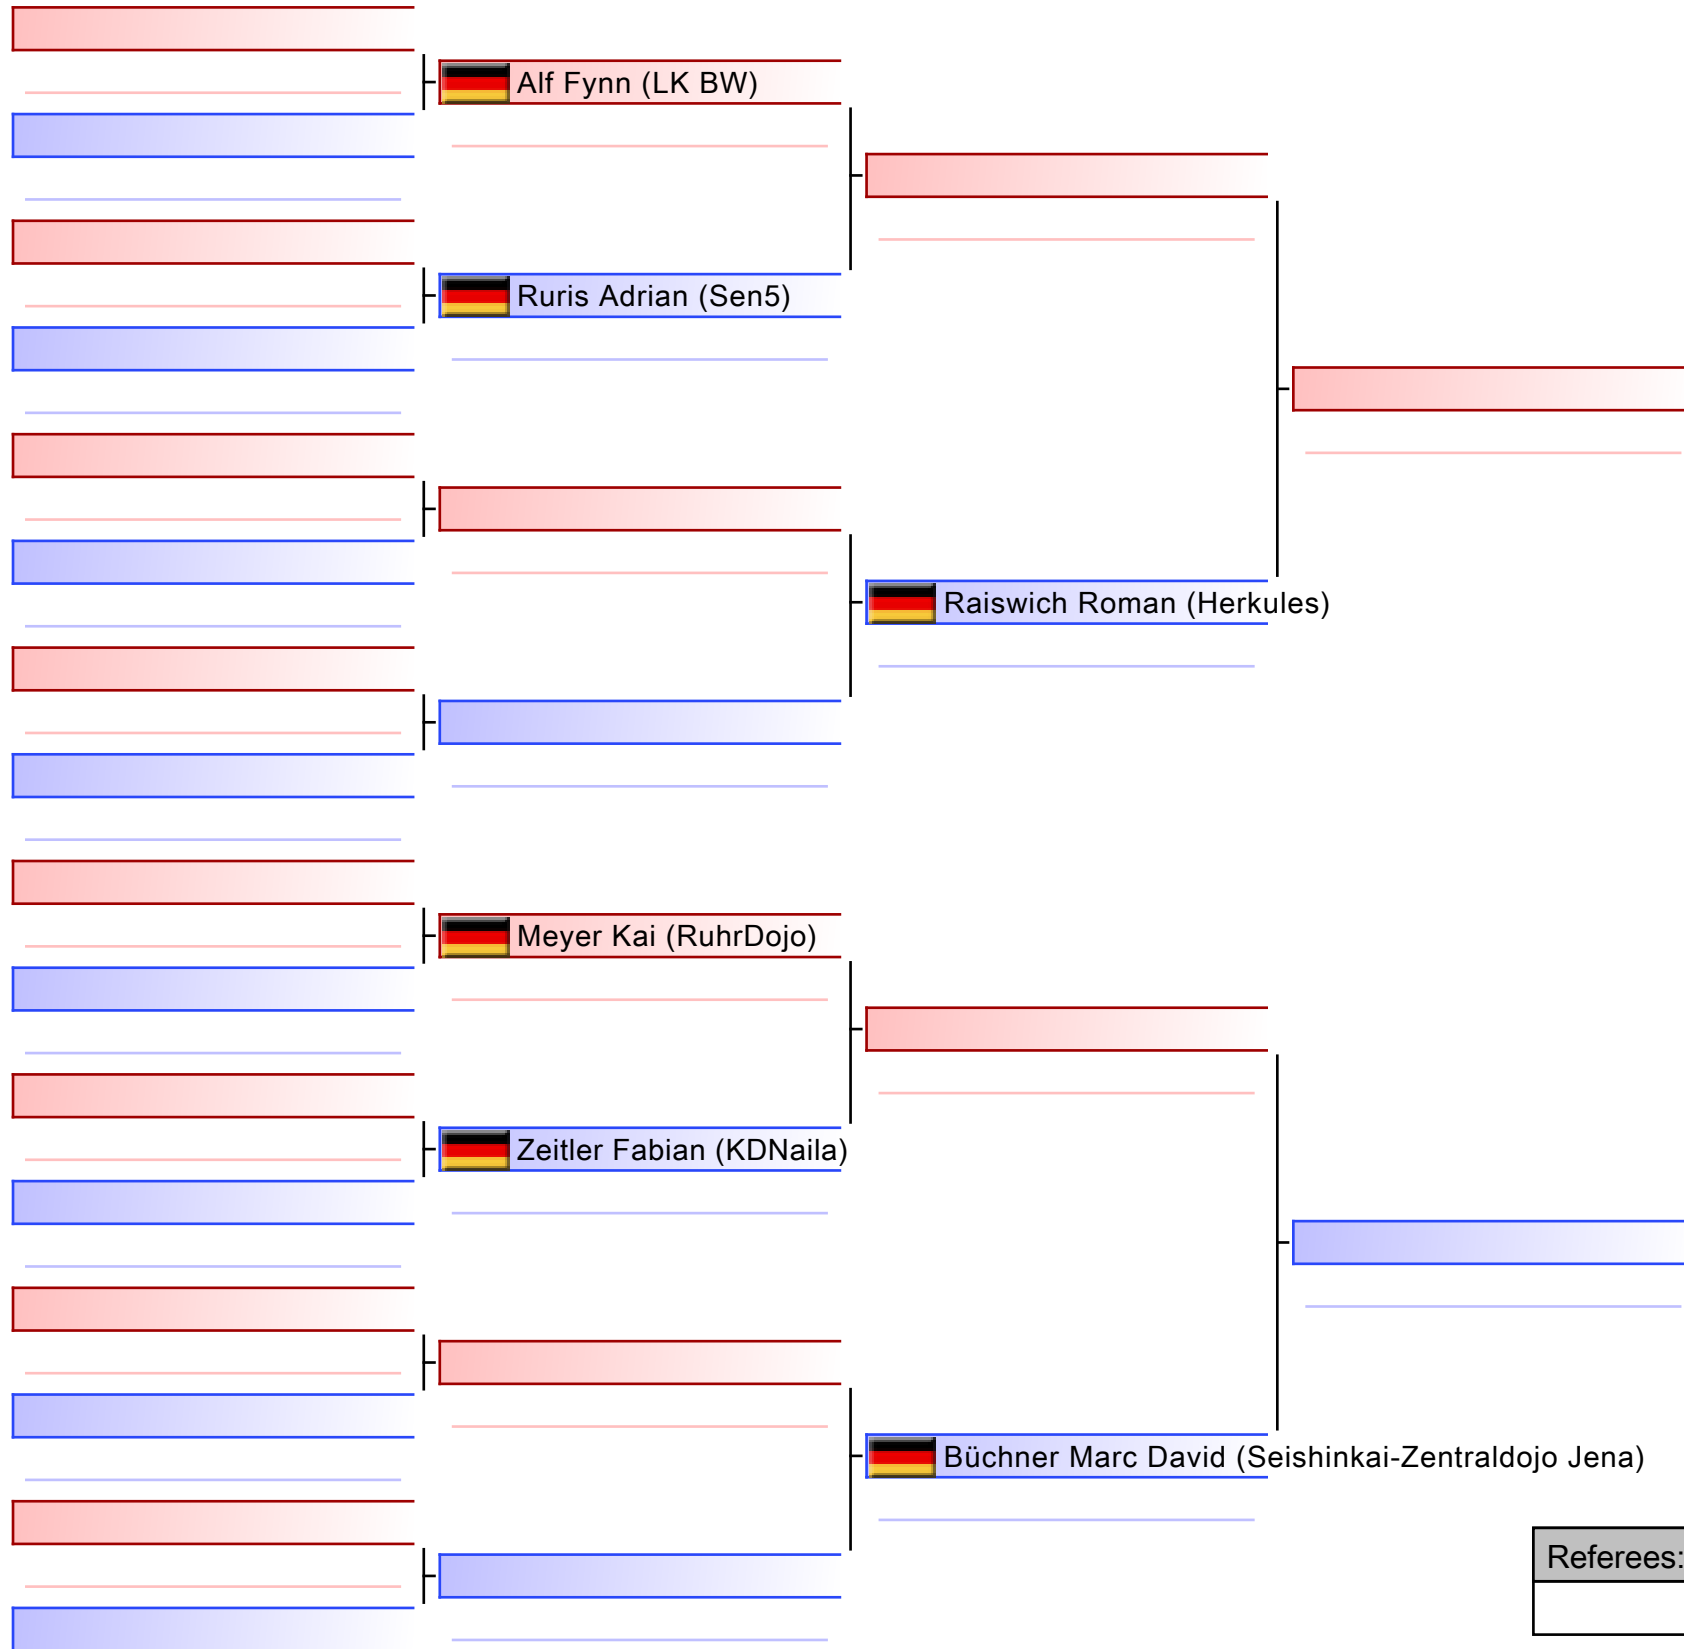 Alf Fynn (LK BW)
Ruris Adrian (Sen5)
Raiswich Roman (Herkules)
Meyer Kai (RuhrDojo)
Zeitler Fabian (KDNaila)
Büchner Marc David (Seishinkai-Zentraldojo Jena)
Referees: